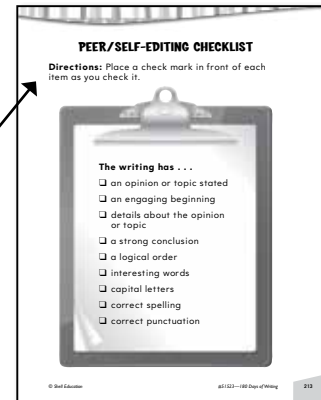 PEER/SELF-EDITING CHECKLIST
Directions: Place a check mark in front of each
item as you check it.
The writing has . . .
❑ an opinion or topic stated
❑ an engaging beginning
❑ details about the opinion
or topic
❑ a strong conclusion
❑ a logical order
❑ interesting words
❑ capital letters
❑ correct spelling
❑ correct punctuation
© Shell Education
#51523—180 Days of Writing
213